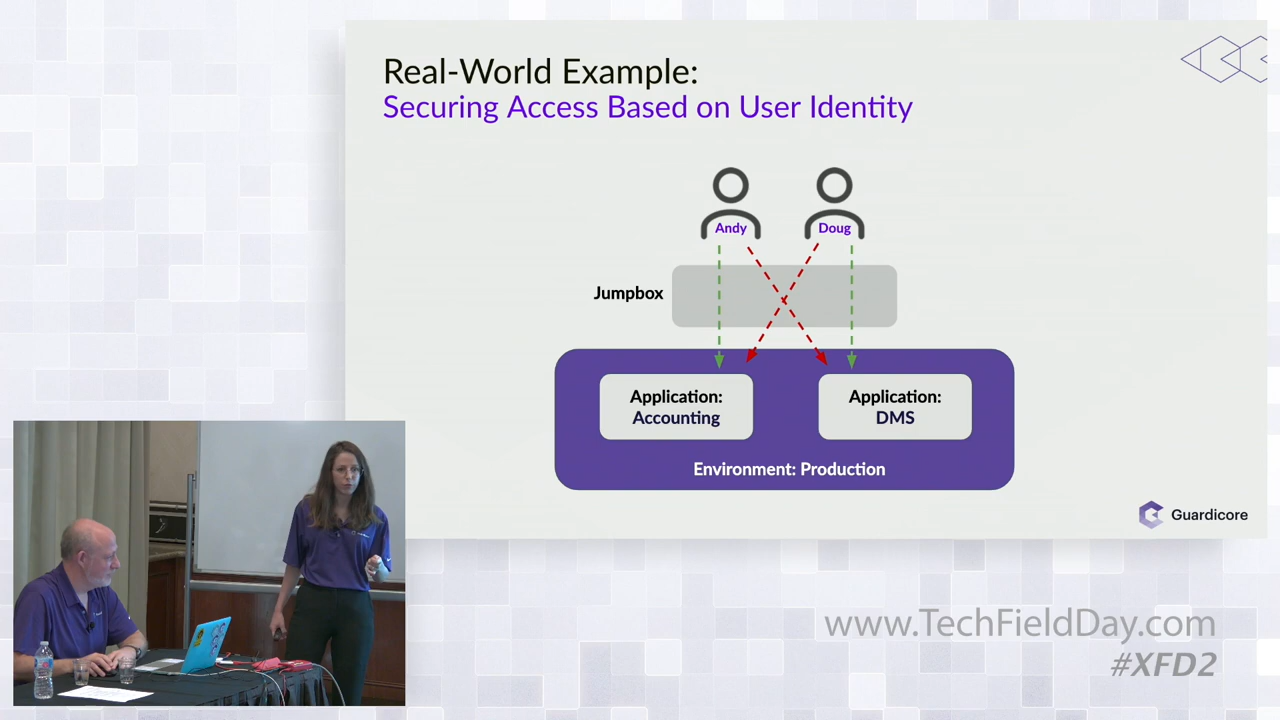 Real-World Example:
Securing Access Based on User Identity
Andy
Doug
Jumpbox
Application:
Accounting
Application:
DMS
Environment: Production
Guardicore
www.TechFieldDay.com
#XFD2